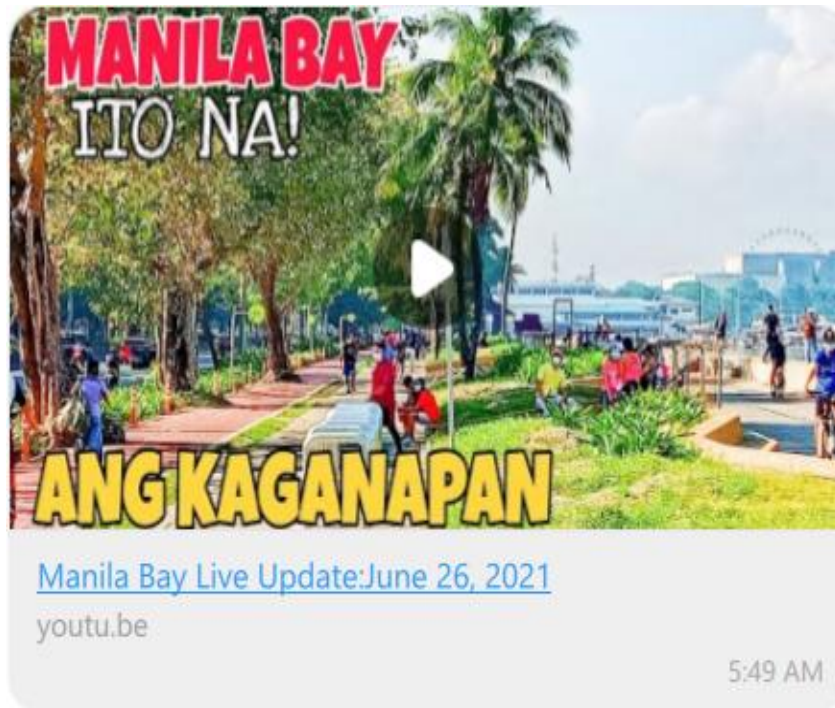 MANILA BAY
ITO NA!
ANG KAGANAPAN
Manila Bay Live Update:June 26, 2021
youtu.be
5:49 AM